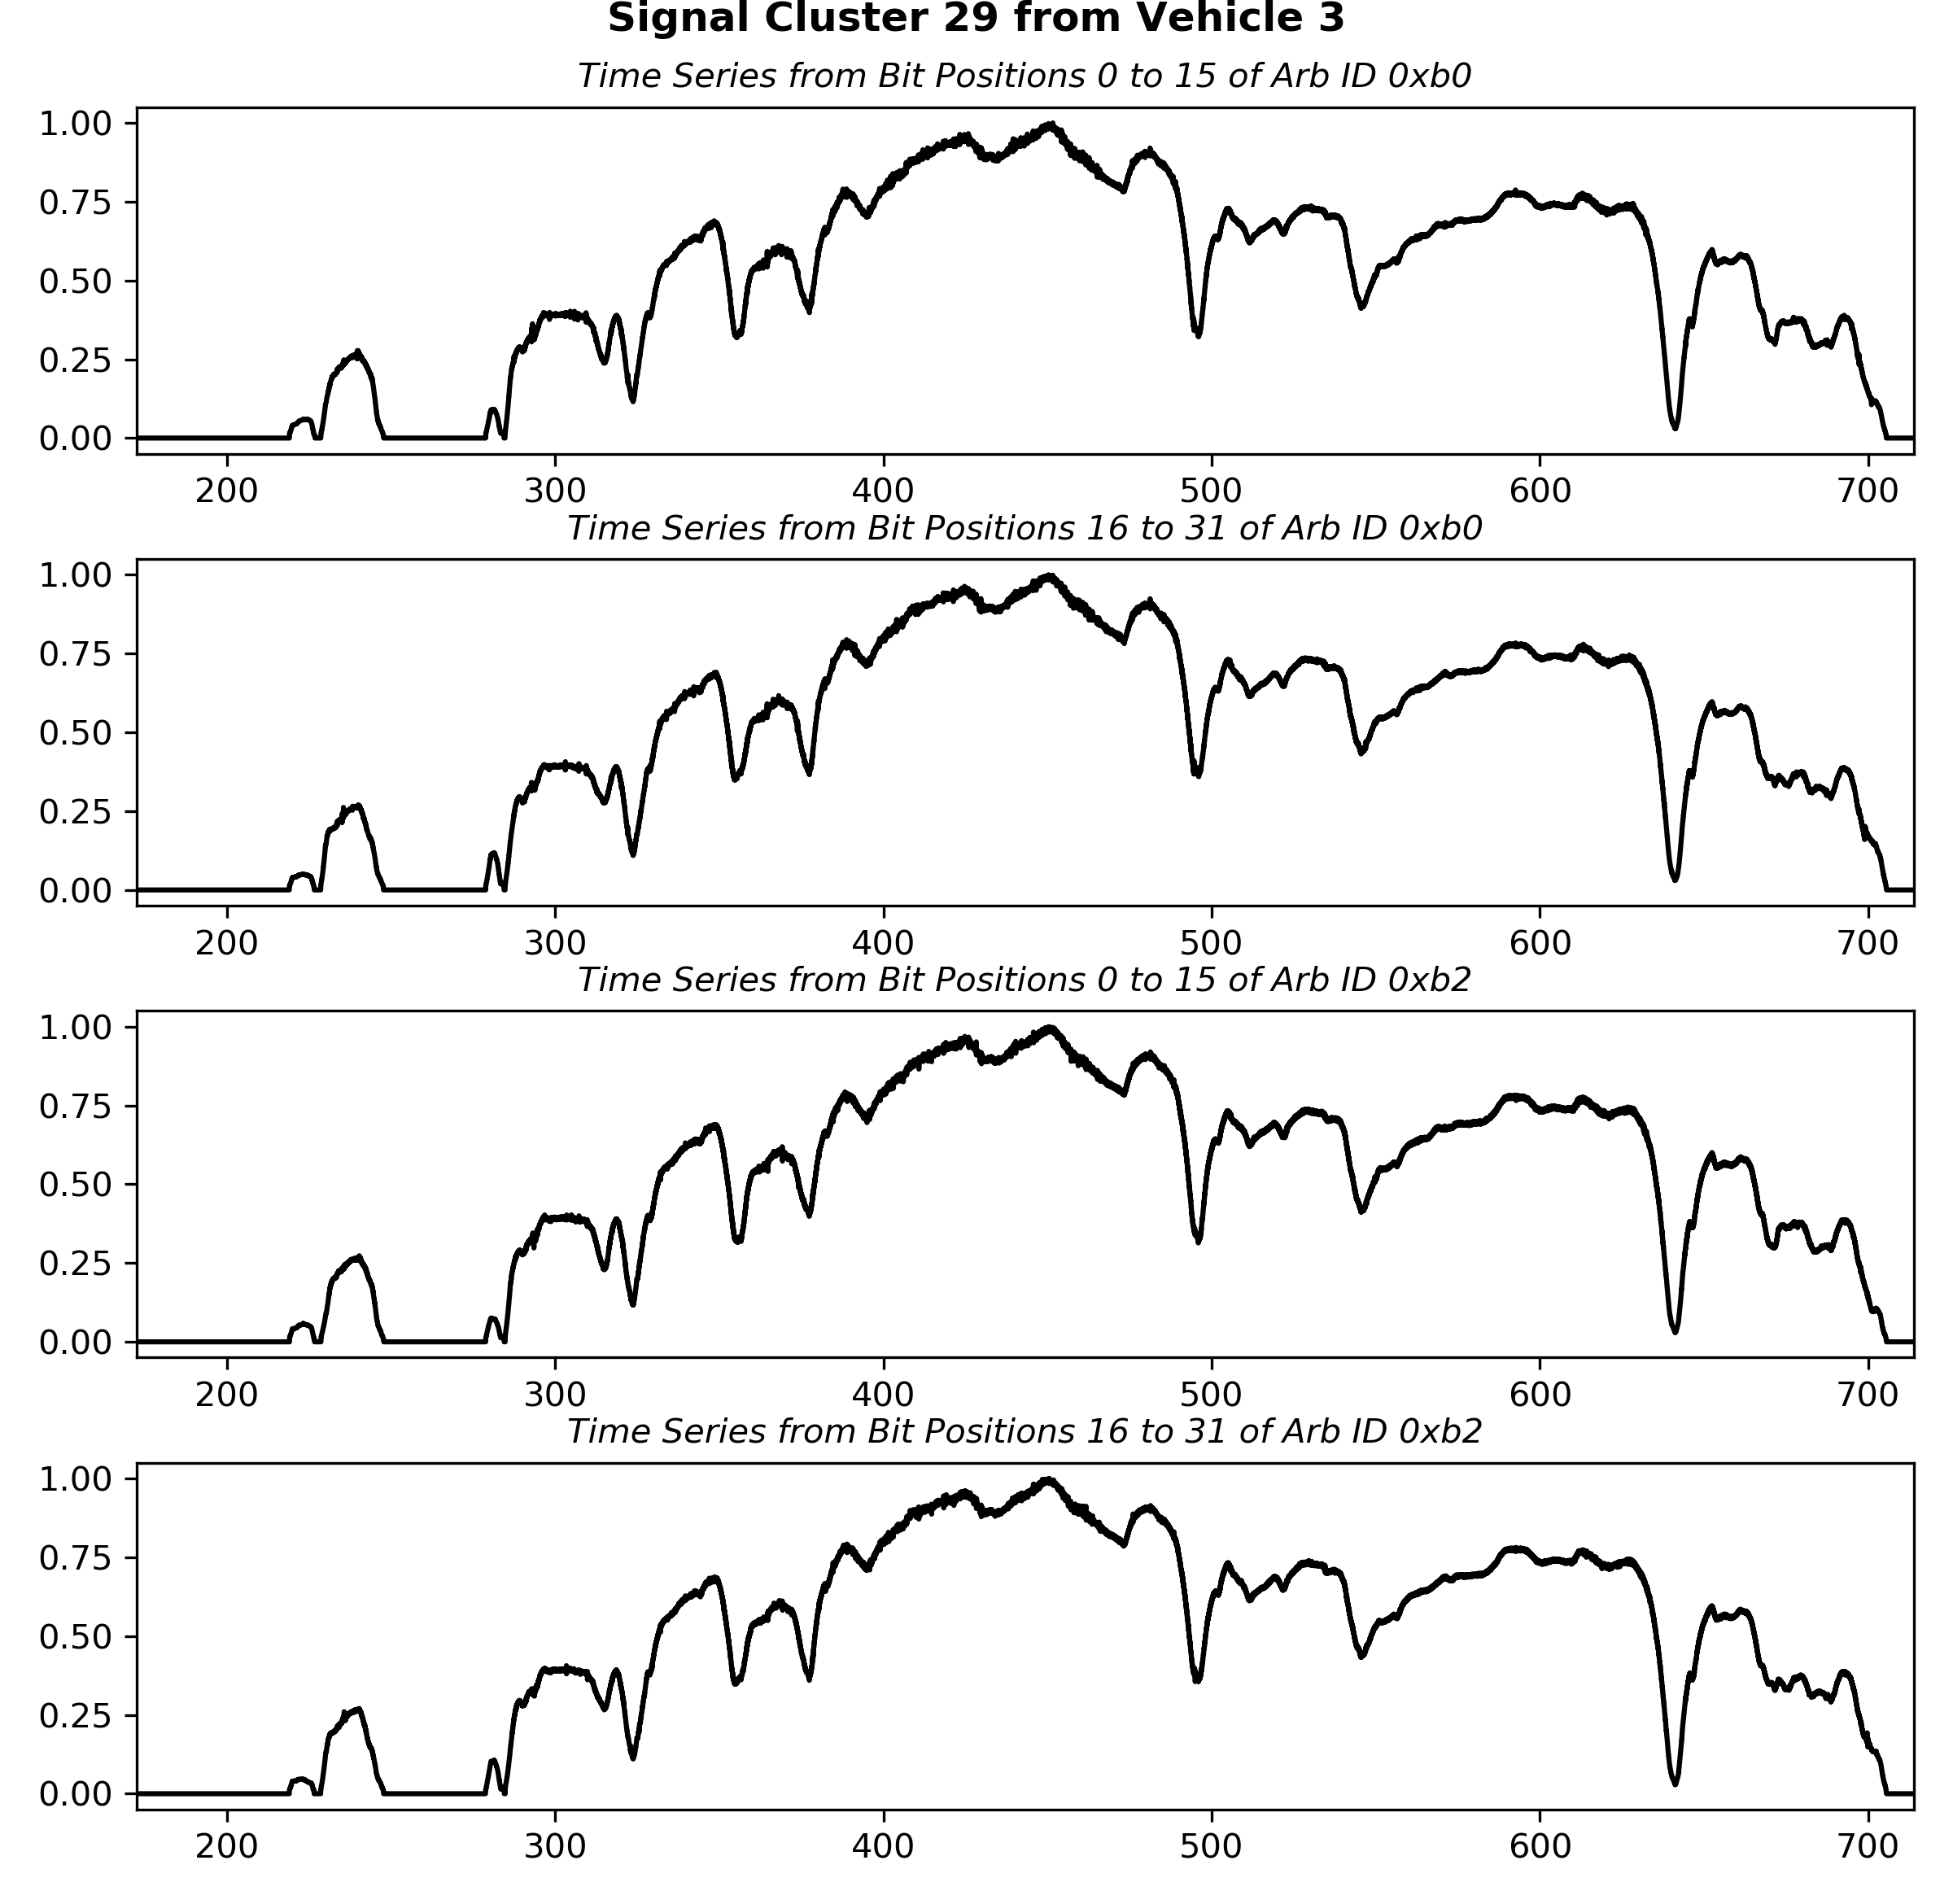 Signal Cluster 29 from Vehicle 3
Time Series from Bit Positions 0 to 15 of Arb ID 0xb0
1.00
0.75
0.50
0.25
0.00
200 300 400 500 600 700
Time Series from Bit Positions 16 to 31 of Arb ID 0xb0
1.00
0.75
0.50
0.25
0.00
200 300 400 500 600 700
Time Series from Bit Positions 0 to 15 of Arb ID 0xb2
1.00
0.75
0.50
0.25
0.00
200 300 400 500 600 700
Time Series from Bit Positions 16 to 31 of Arb ID 0xb2
1.00
0.75
0.50
0.25
0.00
200 300 400 500 600 700